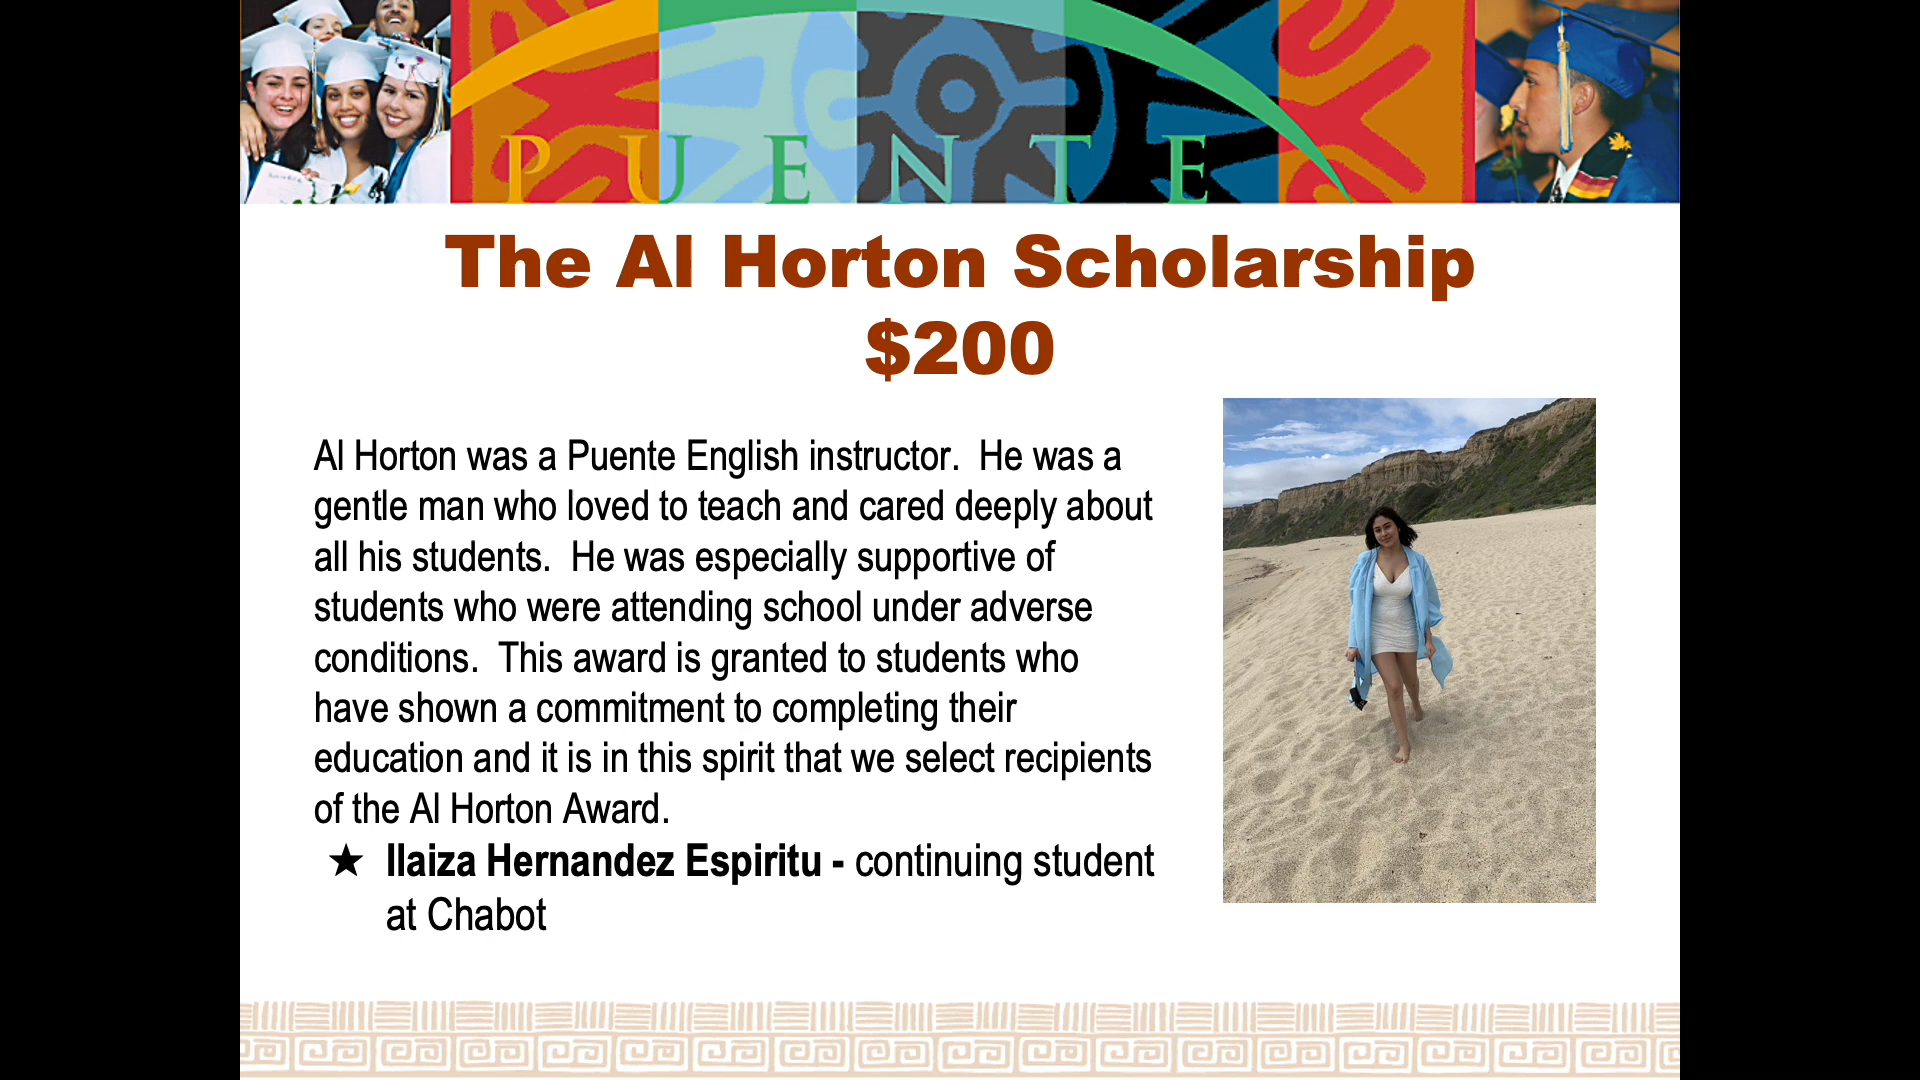 PUENTE
The Al Horton Scholarship
$200
Al Horton was a Puente English instructor.  He was a
gentle man who loved to teach and cared deeply about
all his students.  He was especially supportive of
students who were attending school under adverse
conditions.  This award is granted to students who
have shown a commitment to completing their
education and it is in this spirit that we select recipients
of the Al Horton Award.
★ Ilaiza Hernandez Espiritu - continuing student
at Chabot